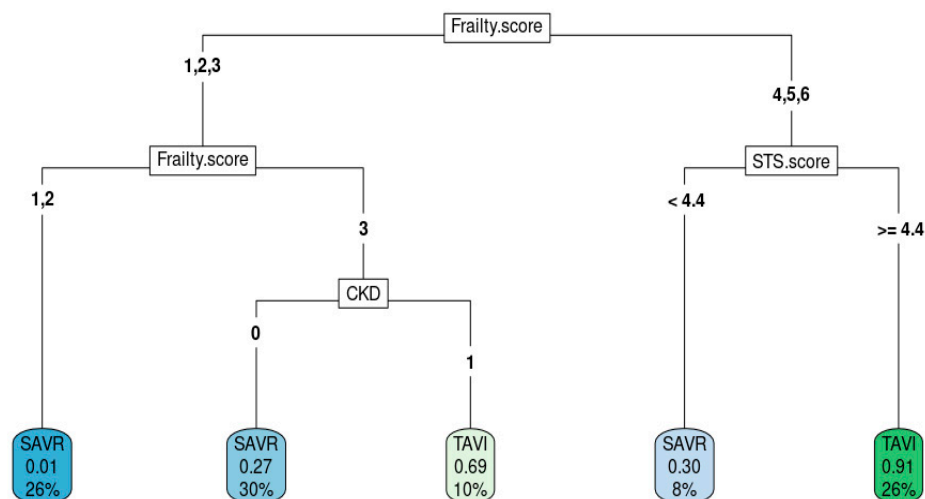 Frailty.score
1,2,3
4,5,6
Frailty.score
STS.score
1,2
3
< 4.4
>= 4.4
CKD
0
1
SAVR
0.01
26%
SAVR
0.27
30%
TAVI
0.69
10%
SAVR
0.30
8%
TAVI
0.91
26%